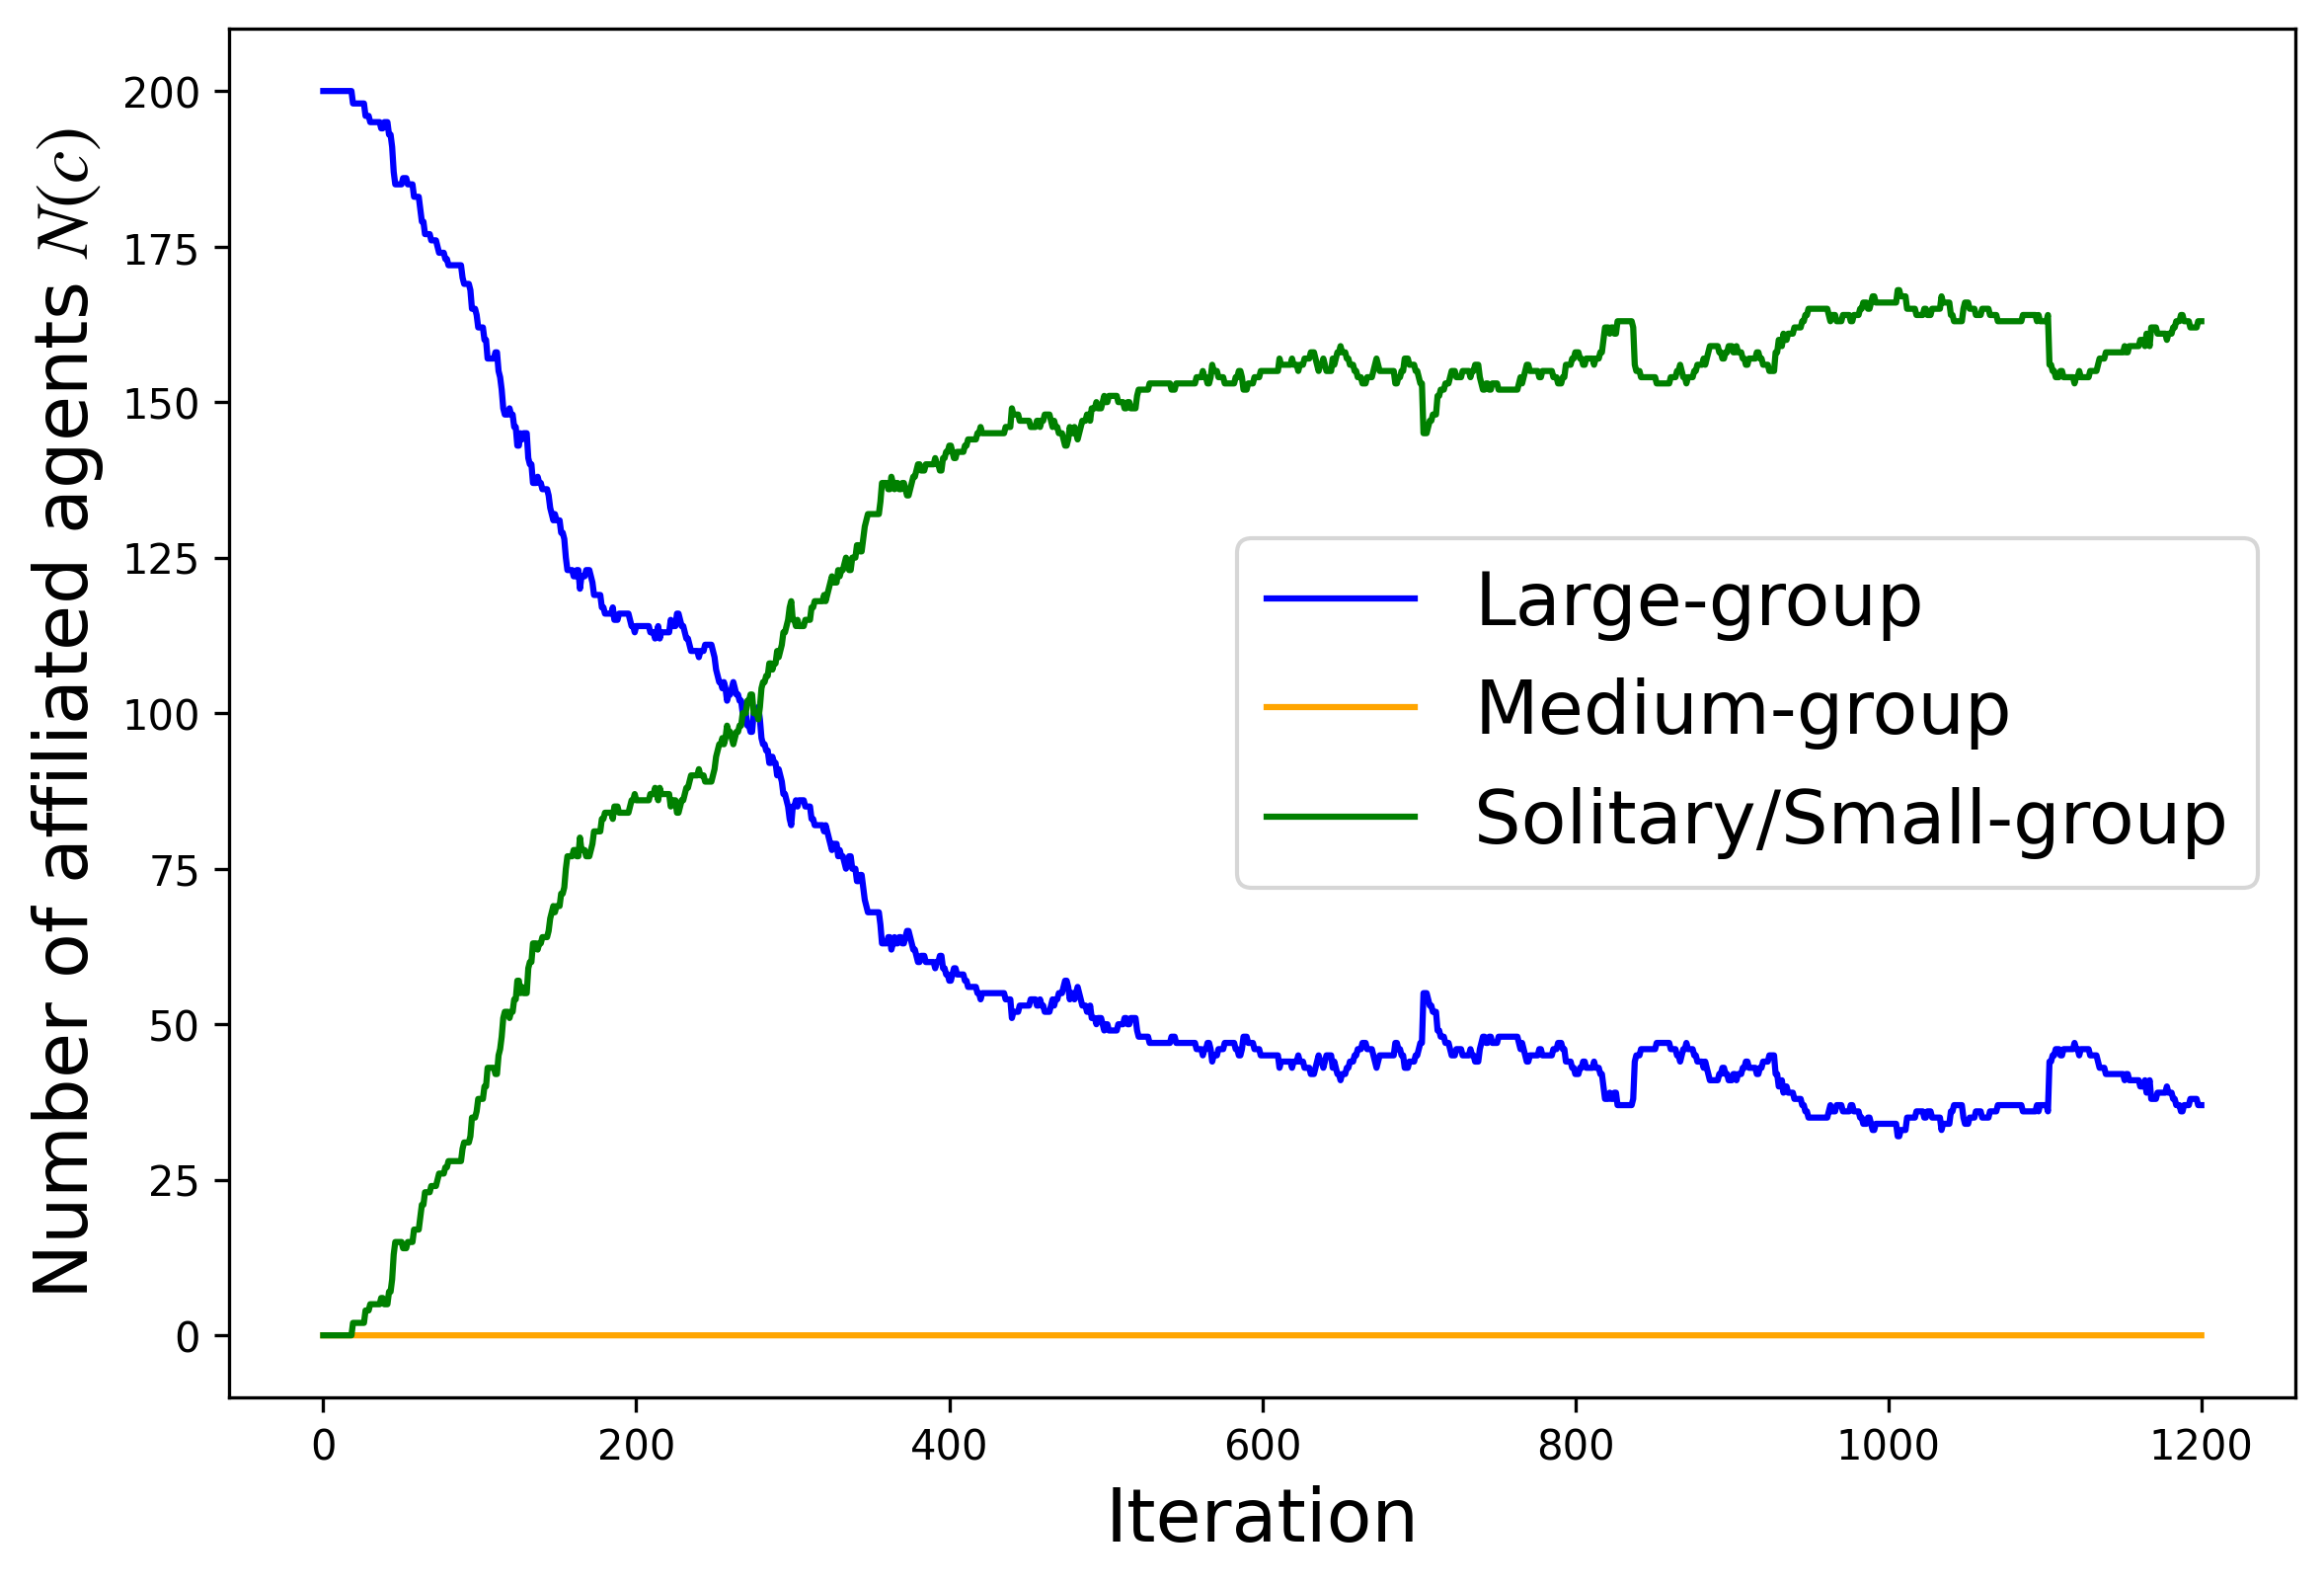 Number of affiliated agents N(c)
200
175
150
125
100
75
50
25
0
Large-group
Medium-group
Solitary/Small-group
0 200 400 600 800 1000 1200
Iteration